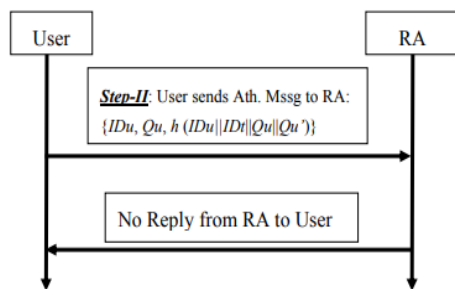 User
RA
Step-II: User sends Ath. Mssg to RA:
{IDu, Qu, h (IDu||IDt||Qu||Qu’)}
No Reply from RA to User